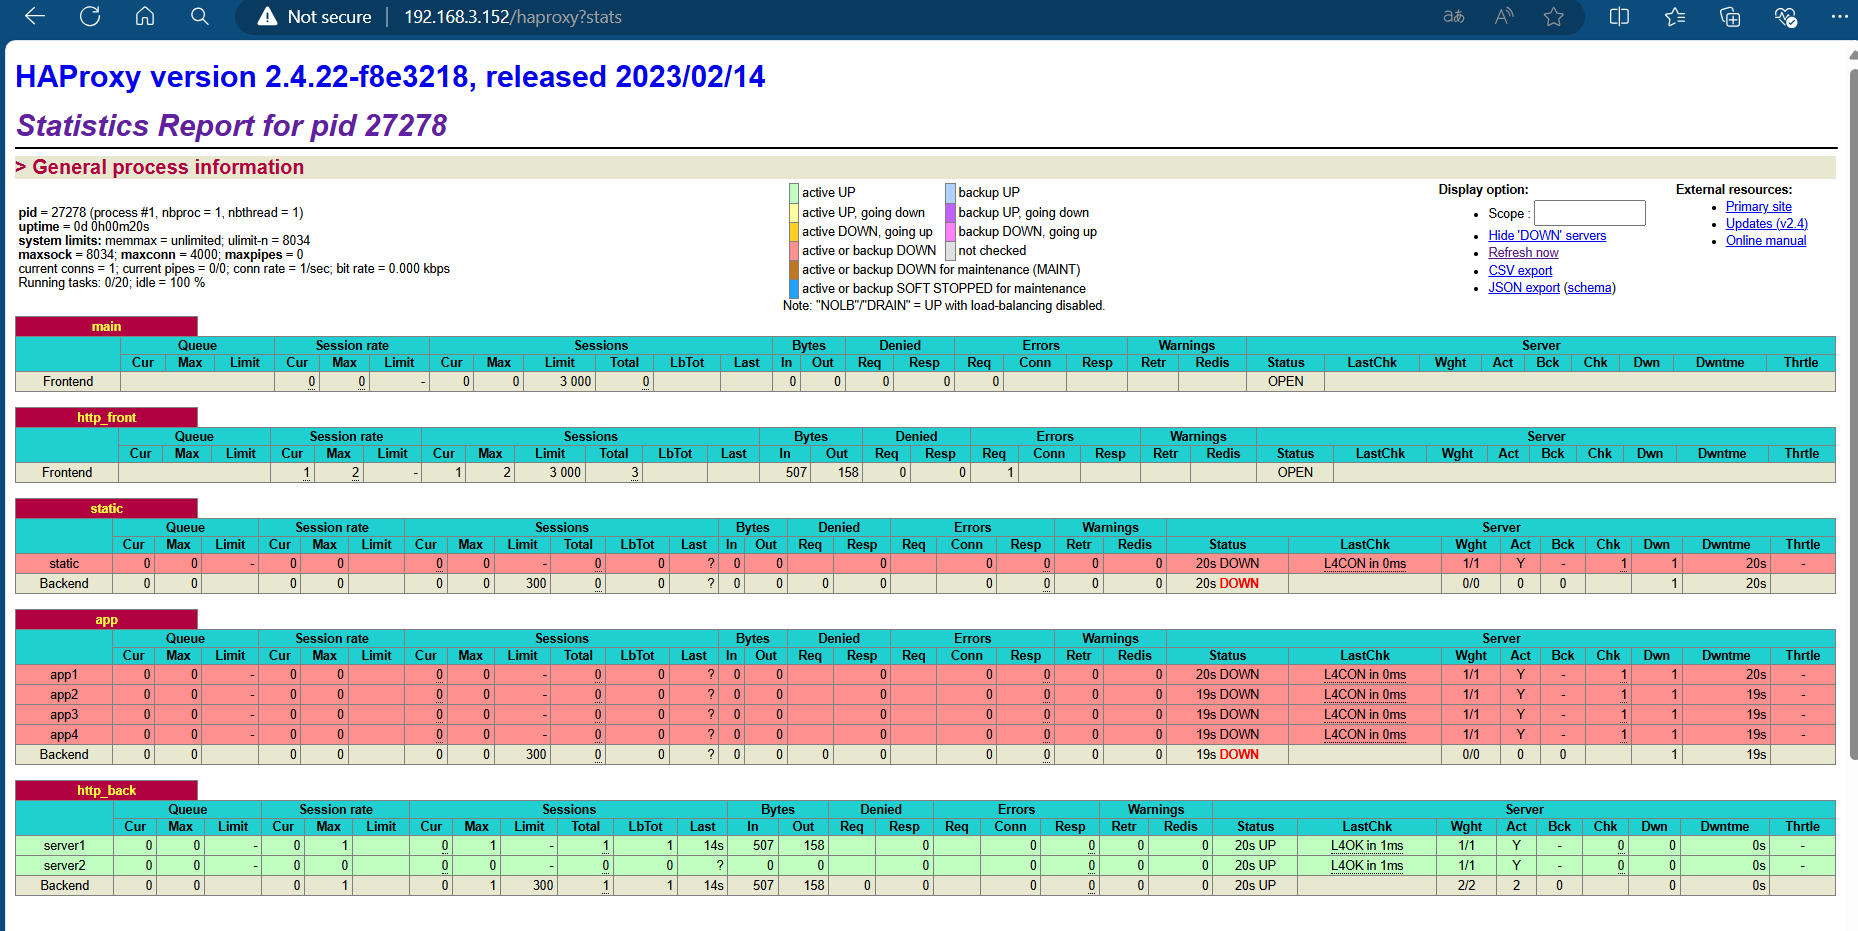 Not secure | 192.168.3.152/haproxy?stats
HAProxy version 2.4.22-f8e3218, released 2023/02/14
Statistics Report for pid 27278
> General process information
pid = 27278 (process #1, nbproc = 1, nbthread = 1)
uptime = 0d 0h00m20s
system limits: memmax = unlimited; ulimit-n = 8034
maxsock = 8034; maxconn = 4000; maxpipes = 0
current conns = 1; current pipes = 0/0; conn rate = 1/sec; bit rate = 0.000 kbps
Running tasks: 0/20; idle = 100 %
active UP backup UP
active UP, going down backup UP, going down
active DOWN, going up backup DOWN, going up
active or backup DOWN not checked
active or backup DOWN for maintenance (MAINT)
active or backup SOFT STOPPED for maintenance
Note: "NOLB"/"DRAIN" = UP with load-balancing disabled.
Display option:
• Scope :
• Hide 'DOWN' servers
• Refresh now
• CSV export
• JSON export (schema)
External resources:
• Primary site
• Updates (v2.4)
• Online manual
main
Queue Session rate Sessions Bytes Denied Errors Warnings Server
Cur Max Limit Cur Max Limit Cur Max Limit Total LbTot Last In Out Req Resp Req Conn Resp Retr Redis Status LastChk Wght Act Bck Chk Dwn Dwntme Thrtle
Frontend 0 0 - 0 0 3 000 0 0 0 0 0 0 OPEN
http_front
Queue Session rate Sessions Bytes Denied Errors Warnings Server
Cur Max Limit Cur Max Limit Cur Max Limit Total LbTot Last In Out Req Resp Req Conn Resp Retr Redis Status LastChk Wght Act Bck Chk Dwn Dwntme Thrtle
Frontend 1 2 - 1 2 3 000 3 507 158 0 0 1 OPEN
static
Queue Session rate Sessions Bytes Denied Errors Warnings Server
Cur Max Limit Cur Max Limit Cur Max Limit Total LbTot Last In Out Req Resp Req Conn Resp Retr Redis Status LastChk Wght Act Bck Chk Dwn Dwntme Thrtle
static 0 0 - 0 0 0 0 - 0 0 ? 0 0 0 0 0 0 0 20s DOWN L4CON in 0ms 1/1 Y - 1 1 20s -
Backend 0 0 0 0 0 0 300 0 0 ? 0 0 0 0 0 0 0 0 20s DOWN 0/0 0 0 1 20s
app
Queue Session rate Sessions Bytes Denied Errors Warnings Server
Cur Max Limit Cur Max Limit Cur Max Limit Total LbTot Last In Out Req Resp Req Conn Resp Retr Redis Status LastChk Wght Act Bck Chk Dwn Dwntme Thrtle
app1 0 0 - 0 0 0 0 - 0 0 ? 0 0 0 0 0 0 0 20s DOWN L4CON in 0ms 1/1 Y - 1 1 20s -
app2 0 0 - 0 0 0 0 - 0 0 ? 0 0 0 0 0 0 0 19s DOWN L4CON in 0ms 1/1 Y - 1 1 19s -
app3 0 0 - 0 0 0 0 - 0 0 ? 0 0 0 0 0 0 0 19s DOWN L4CON in 0ms 1/1 Y - 1 1 19s -
app4 0 0 - 0 0 0 0 - 0 0 ? 0 0 0 0 0 0 0 19s DOWN L4CON in 0ms 1/1 Y - 1 1 19s -
Backend 0 0 0 0 0 0 300 0 0 ? 0 0 0 0 0 0 0 0 19s DOWN 0/0 0 0 1 19s
http_back
Queue Session rate Sessions Bytes Denied Errors Warnings Server
Cur Max Limit Cur Max Limit Cur Max Limit Total LbTot Last In Out Req Resp Req Conn Resp Retr Redis Status LastChk Wght Act Bck Chk Dwn Dwntme Thrtle
server1 0 0 - 0 1 0 1 - 1 1 14s 507 158 0 0 0 0 0 20s UP L4OK in 1ms 1/1 Y - 0 0 0s -
server2 0 0 - 0 0 0 0 - 0 0 ? 0 0 0 0 0 0 0 20s UP L4OK in 1ms 1/1 Y - 0 0 0s -
Backend 0 0 0 1 0 1 300 1 1 14s 507 158 0 0 0 0 0 0 20s UP 2/2 2 0 0 0s